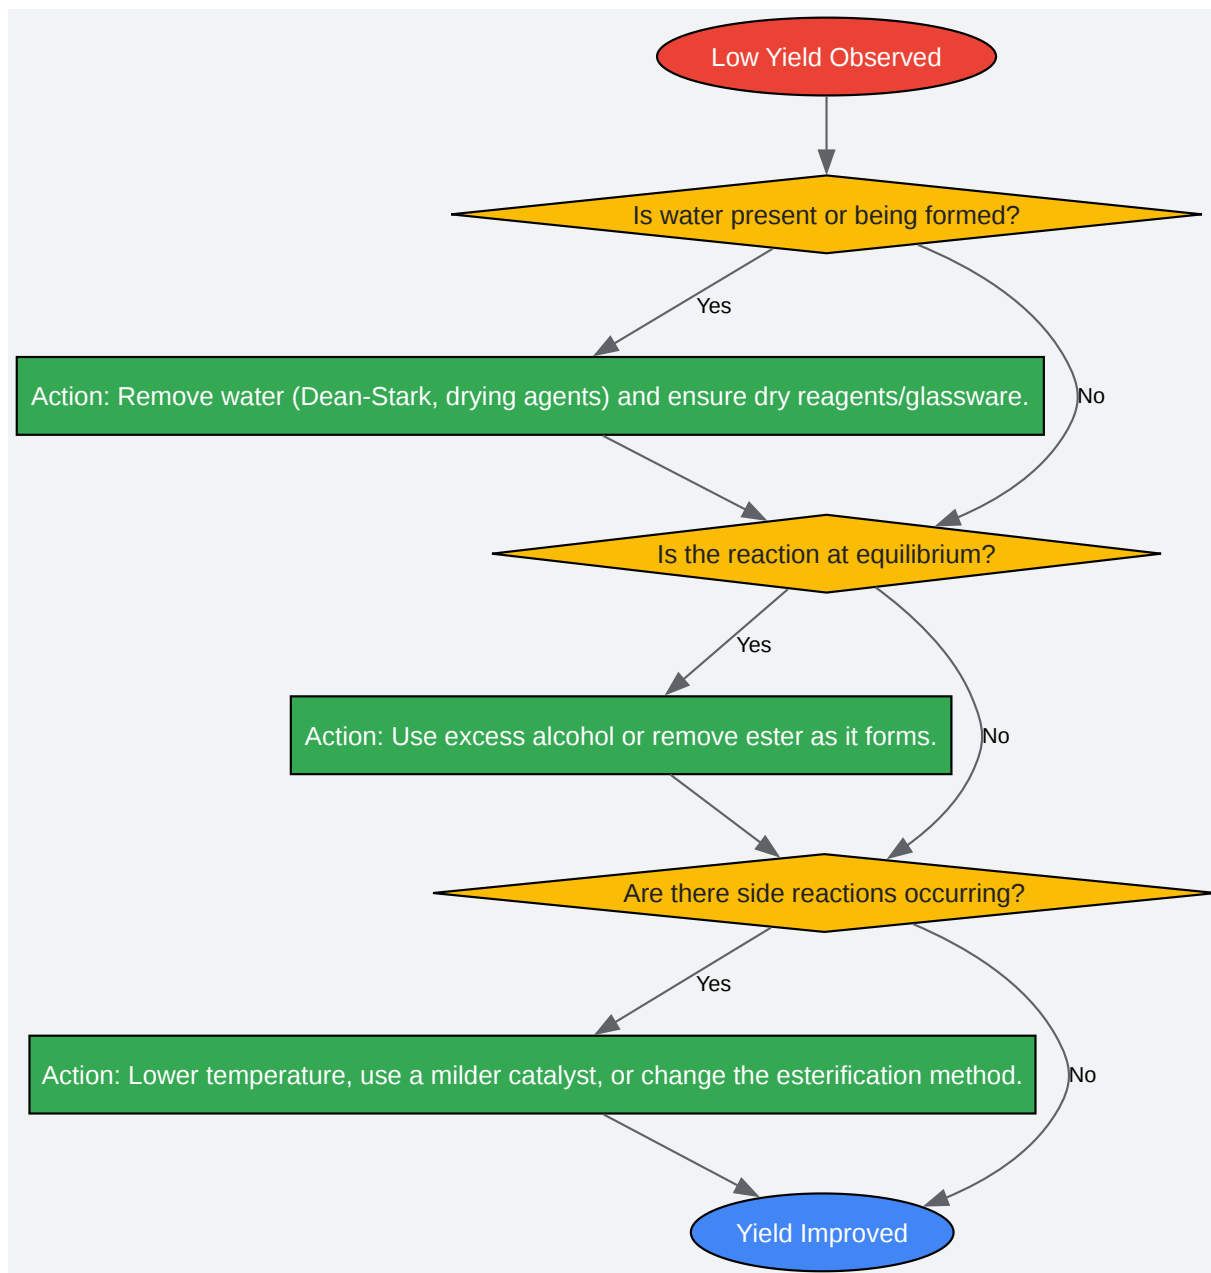 Low Yield Observed
Is water present or being formed?
Yes
Action: Remove water (Dean-Stark, drying agents) and ensure dry reagents/glassware.
No
Is the reaction at equilibrium?
Yes
Action: Use excess alcohol or remove ester as it forms.
No
Are there side reactions occurring?
Yes
Action: Lower temperature, use a milder catalyst, or change the esterification method.
No
Yield Improved